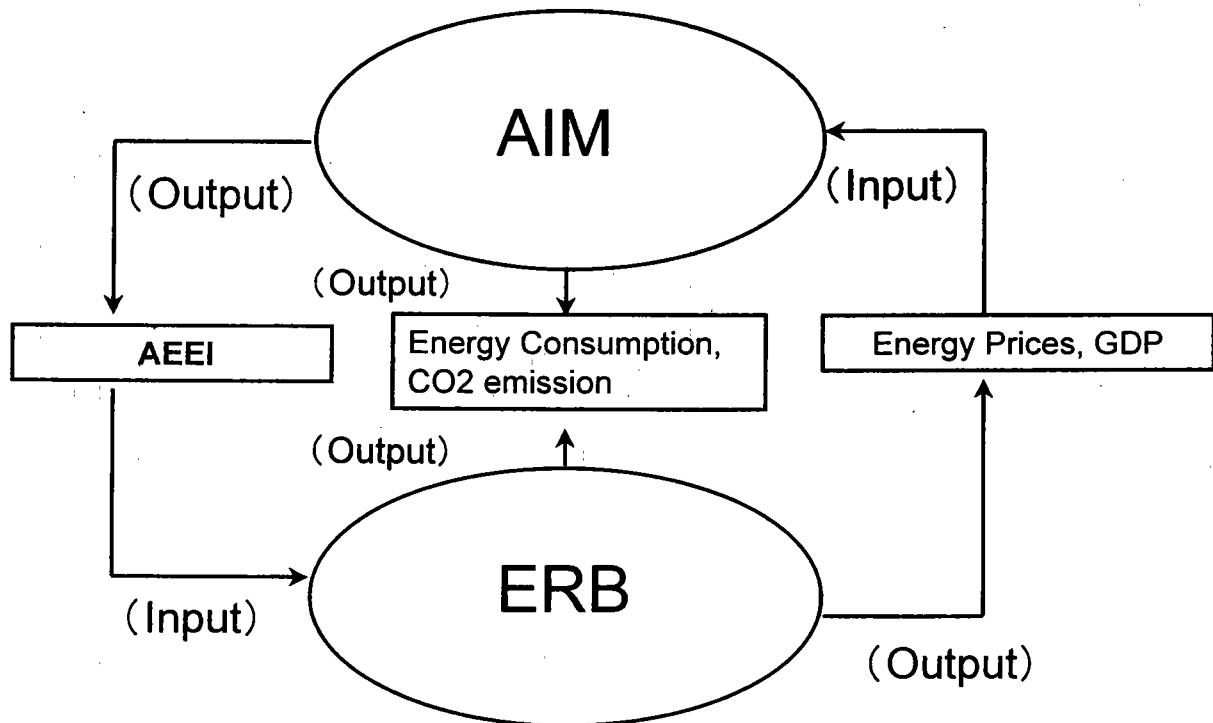 AIM
(Output)
(Input)
(Output)
AEEI
Energy Consumption,
CO2 emission
Energy Prices, GDP
(Output)
ERB
(Input)
(Output)